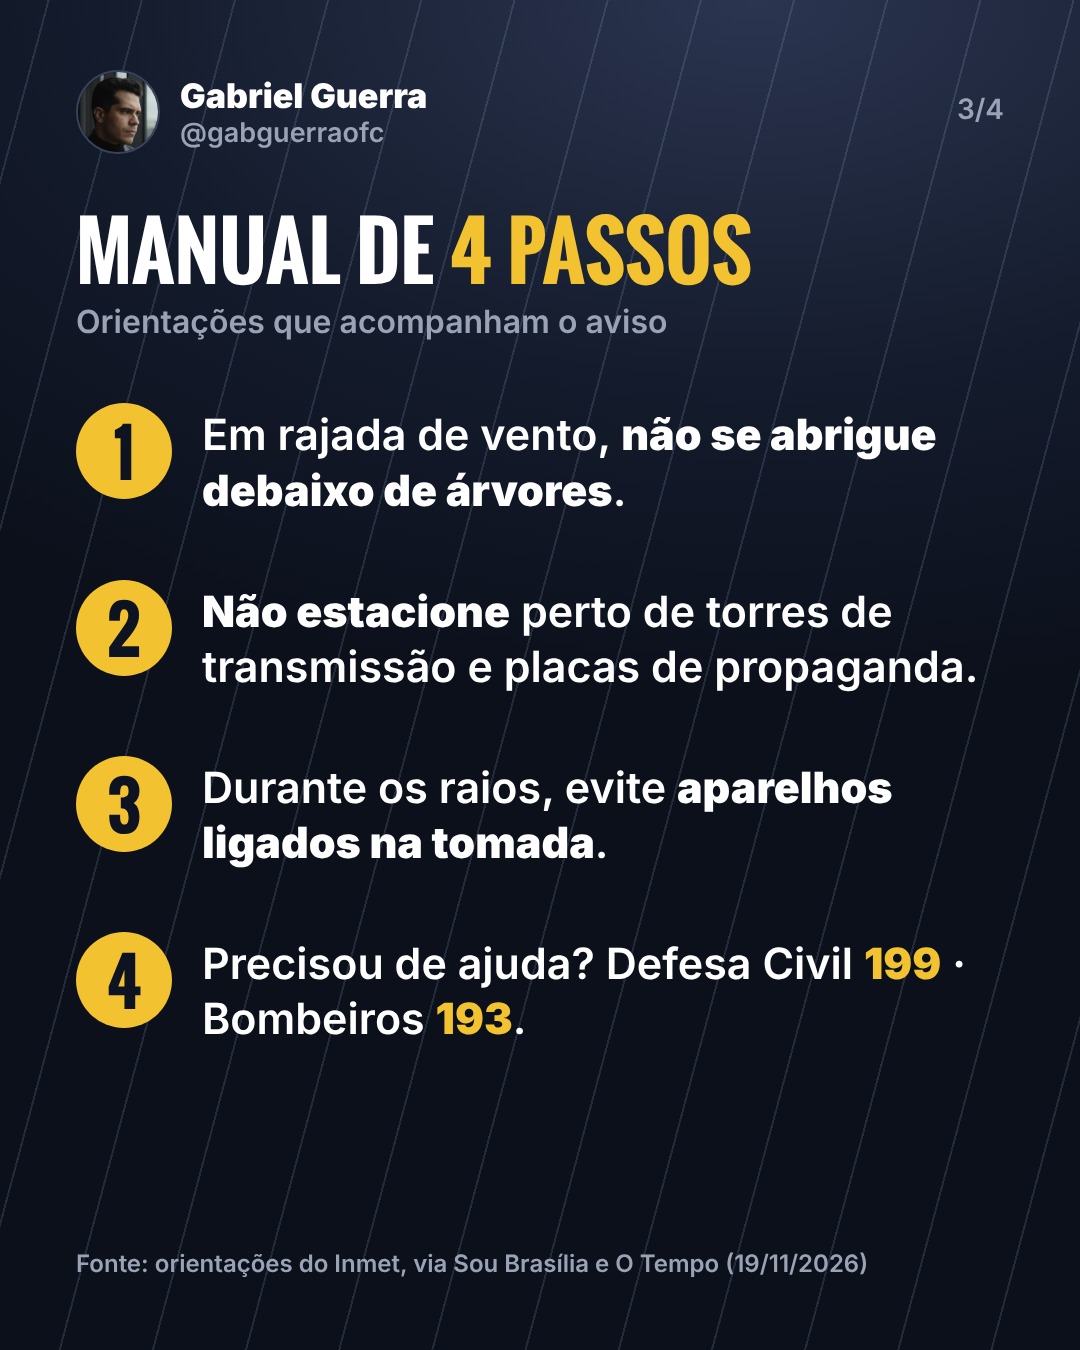 Gabriel Guerra
@gabguerraofc
3/4
MANUAL DE 4 PASSOS
Orientações que acompanham o aviso
1
Em rajada de vento, não se abrigue
debaixo de árvores.
2
Não estacione perto de torres de
transmissão e placas de propaganda.
3
Durante os raios, evite aparelhos
ligados na tomada.
4
Precisou de ajuda? Defesa Civil 199 ·
Bombeiros 193.
Fonte: orientações do Inmet, via Sou Brasília e O Tempo (19/11/2026)